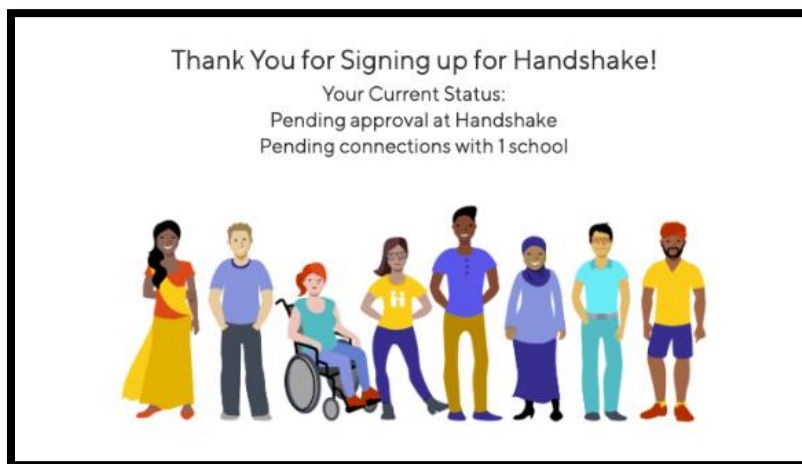 Thank You for Signing up for Handshake!
Your Current Status:
Pending approval at Handshake
Pending connections with 1 school